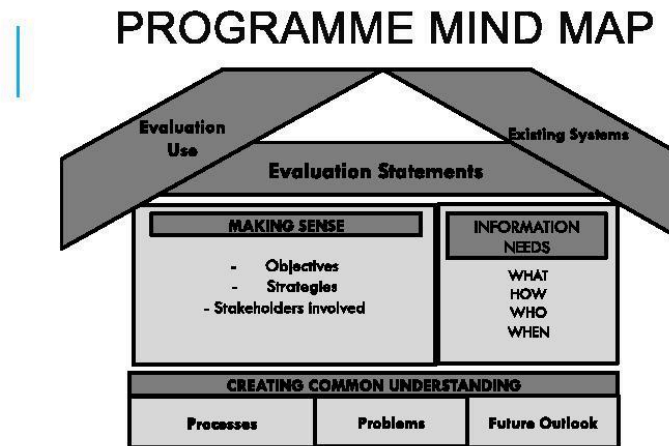 PROGRAMME MIND MAP
Evaluation
Use
Existing Systems
Evaluation Statements
MAKING SENSE
- Objectives
- Strategies
- Stakeholders involved
INFORMATION
NEEDS
WHAT
HOW
WHO
WHEN
CREATING COMMON UNDERSTANDING
Processes
Problems
Future Outlook